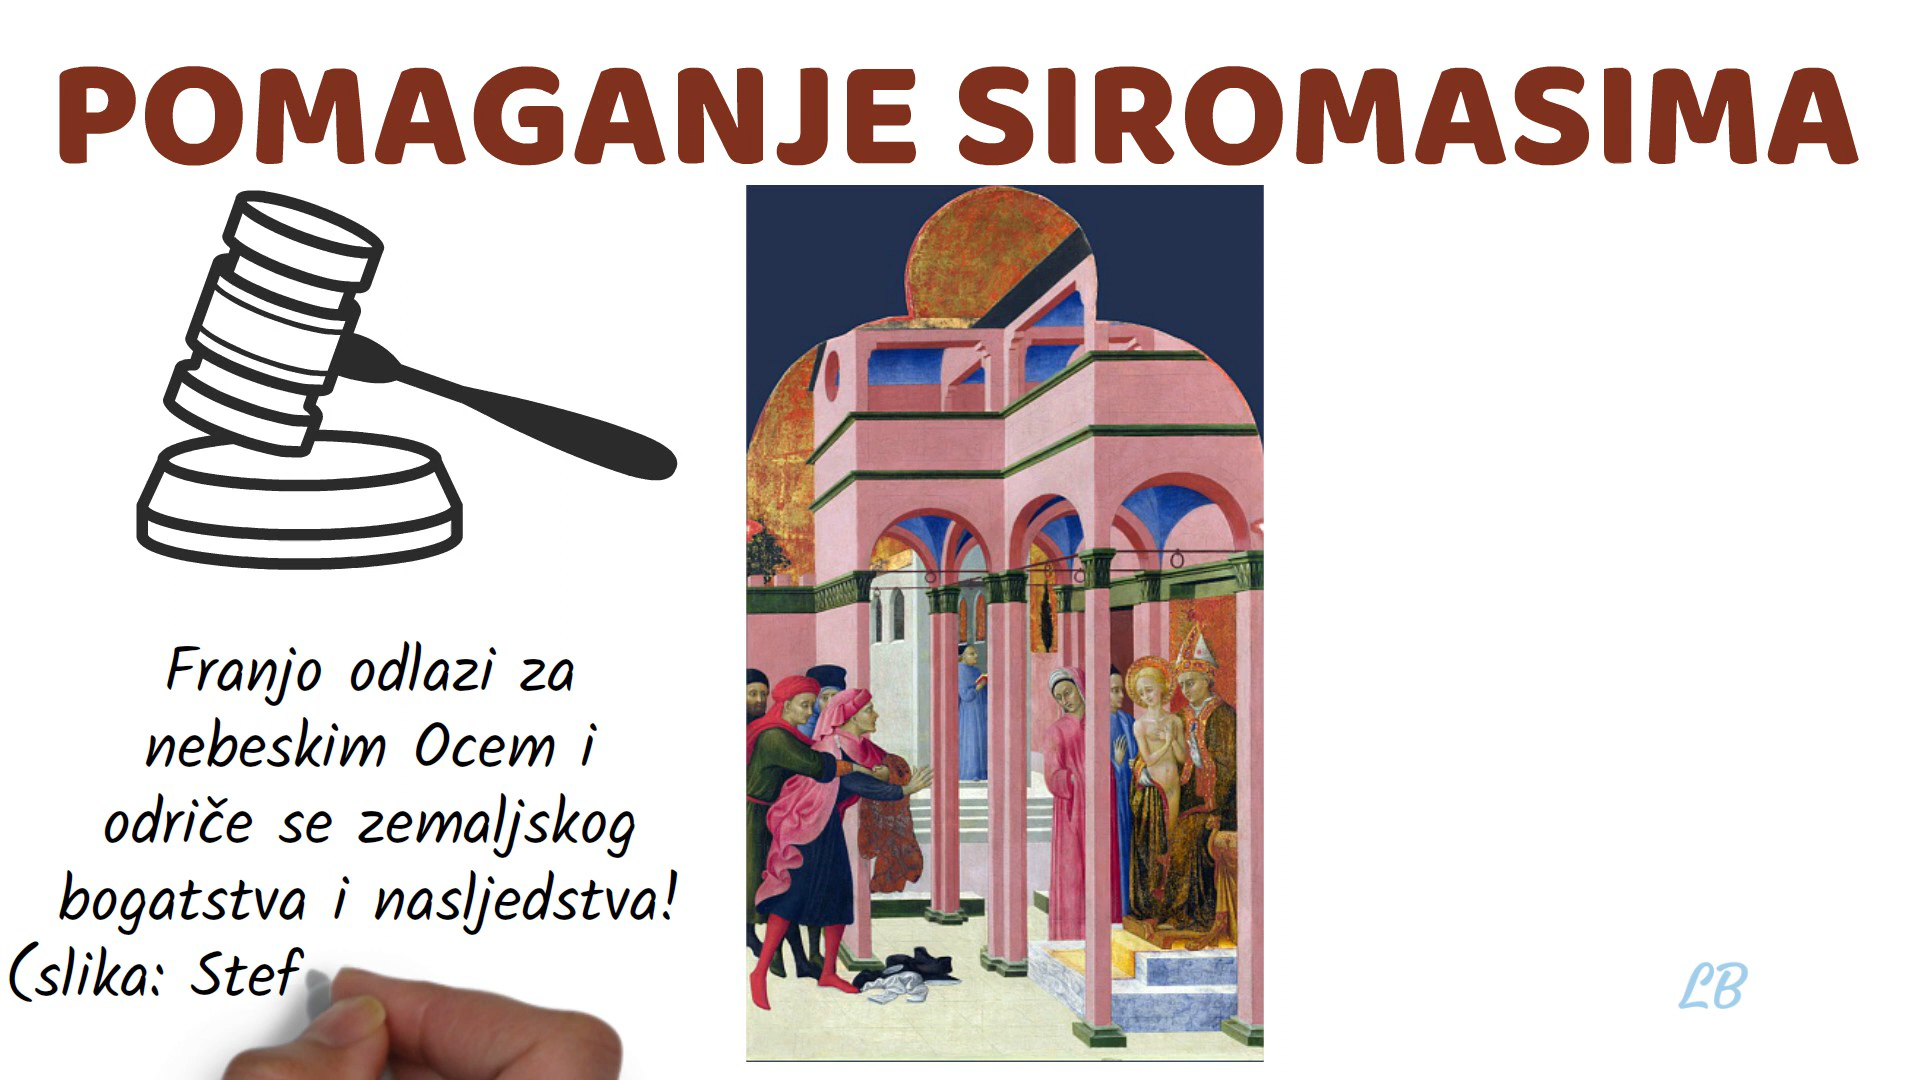 POMAGANJE SIROMASIMA
Franjo odlazi za
nebeskim Ocem i
odriče se zemaljskog
bogatstva i nasljedstva!
(slika: Stef
LB